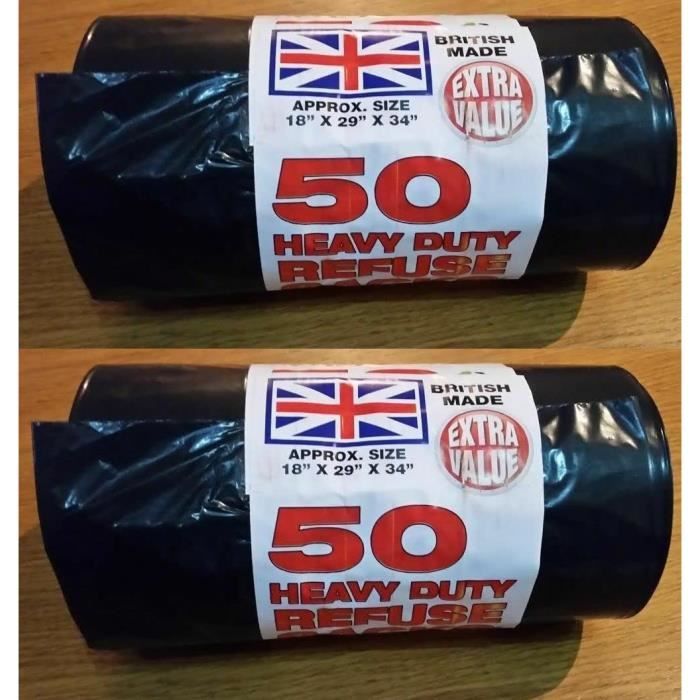 BRITISH
MADE
EXTRA
VALUE
APPROX. SIZE
18" X 29" X 34"
50
HEAVY DUTY
REFUSE
BRITISH
MADE
EXTRA
VALUE
APPROX. SIZE
18" X 29" X 34"
50
HEAVY DUTY
REFUSE